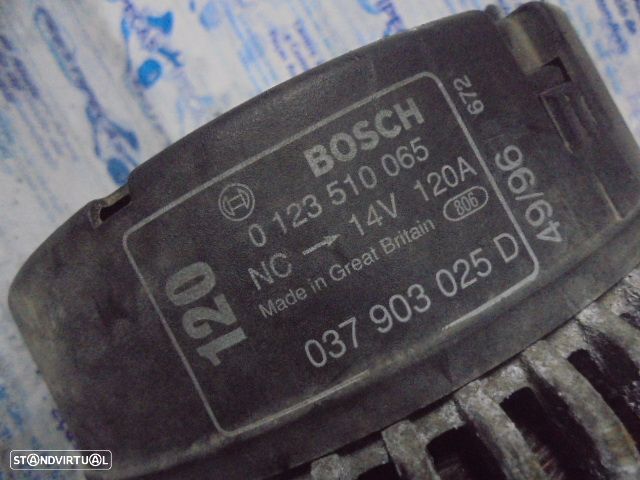 BOSCH
0 123 510 065
NC → 14V 120A
Made in Great Britain 806
037 903 025 D
120
49/96
672
STANDVIRTUAL